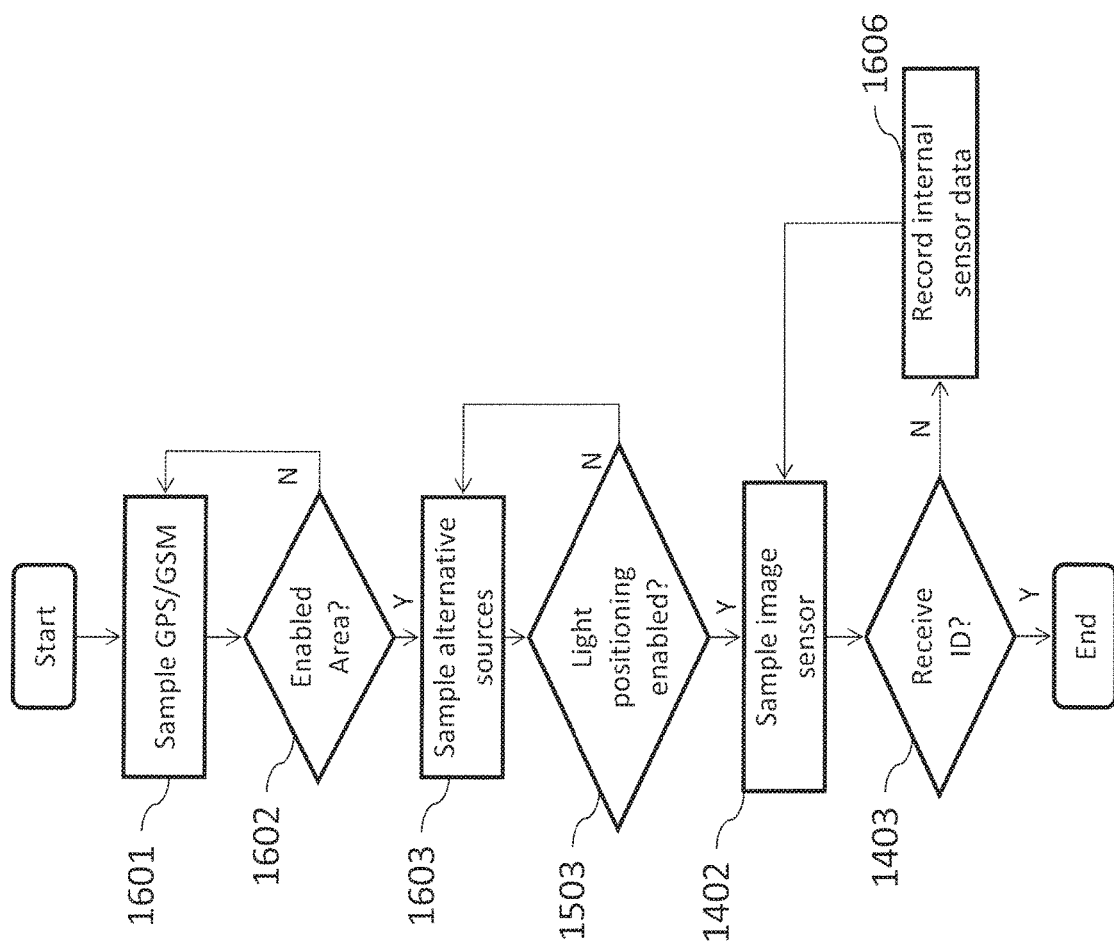 Start
1601
Sample GPS/GSM
1602
Enabled
Area?
N
Y
1603
Sample alternative
sources
1503
Light
positioning
enabled?
N
Y
1402
Sample image
sensor
1403
Receive
ID?
N
Y
1606
Record internal
sensor data
End